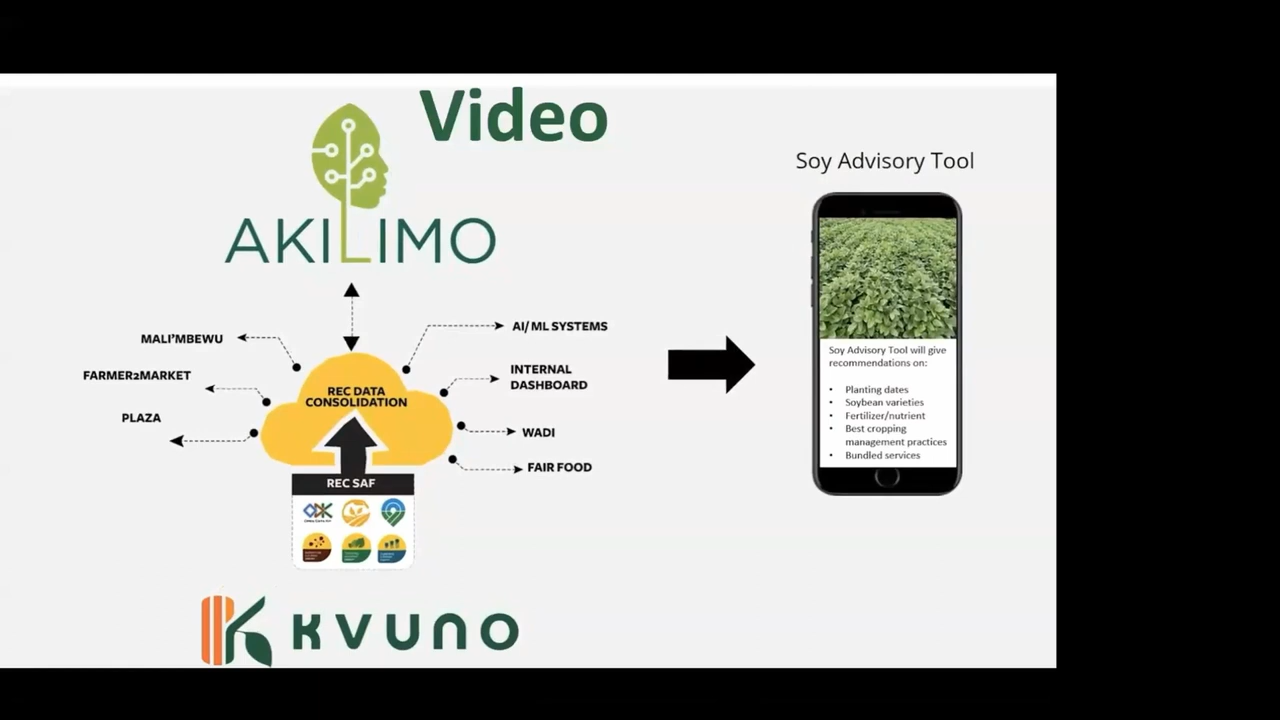 Video
AKILIMO
Soy Advisory Tool
MALI'MBEWU
FARMER2MARKET
PLAZA
REC DATA
CONSOLIDATION
AI/ ML SYSTEMS
INTERNAL
DASHBOARD
WADI
FAIR FOOD
REC SAF
ODK
Soy Advisory Tool will give
recommendations on:
• Planting dates
• Soybean varieties
• Fertilizer/nutrient
• Best cropping
management practices
• Bundled services
KVUNO